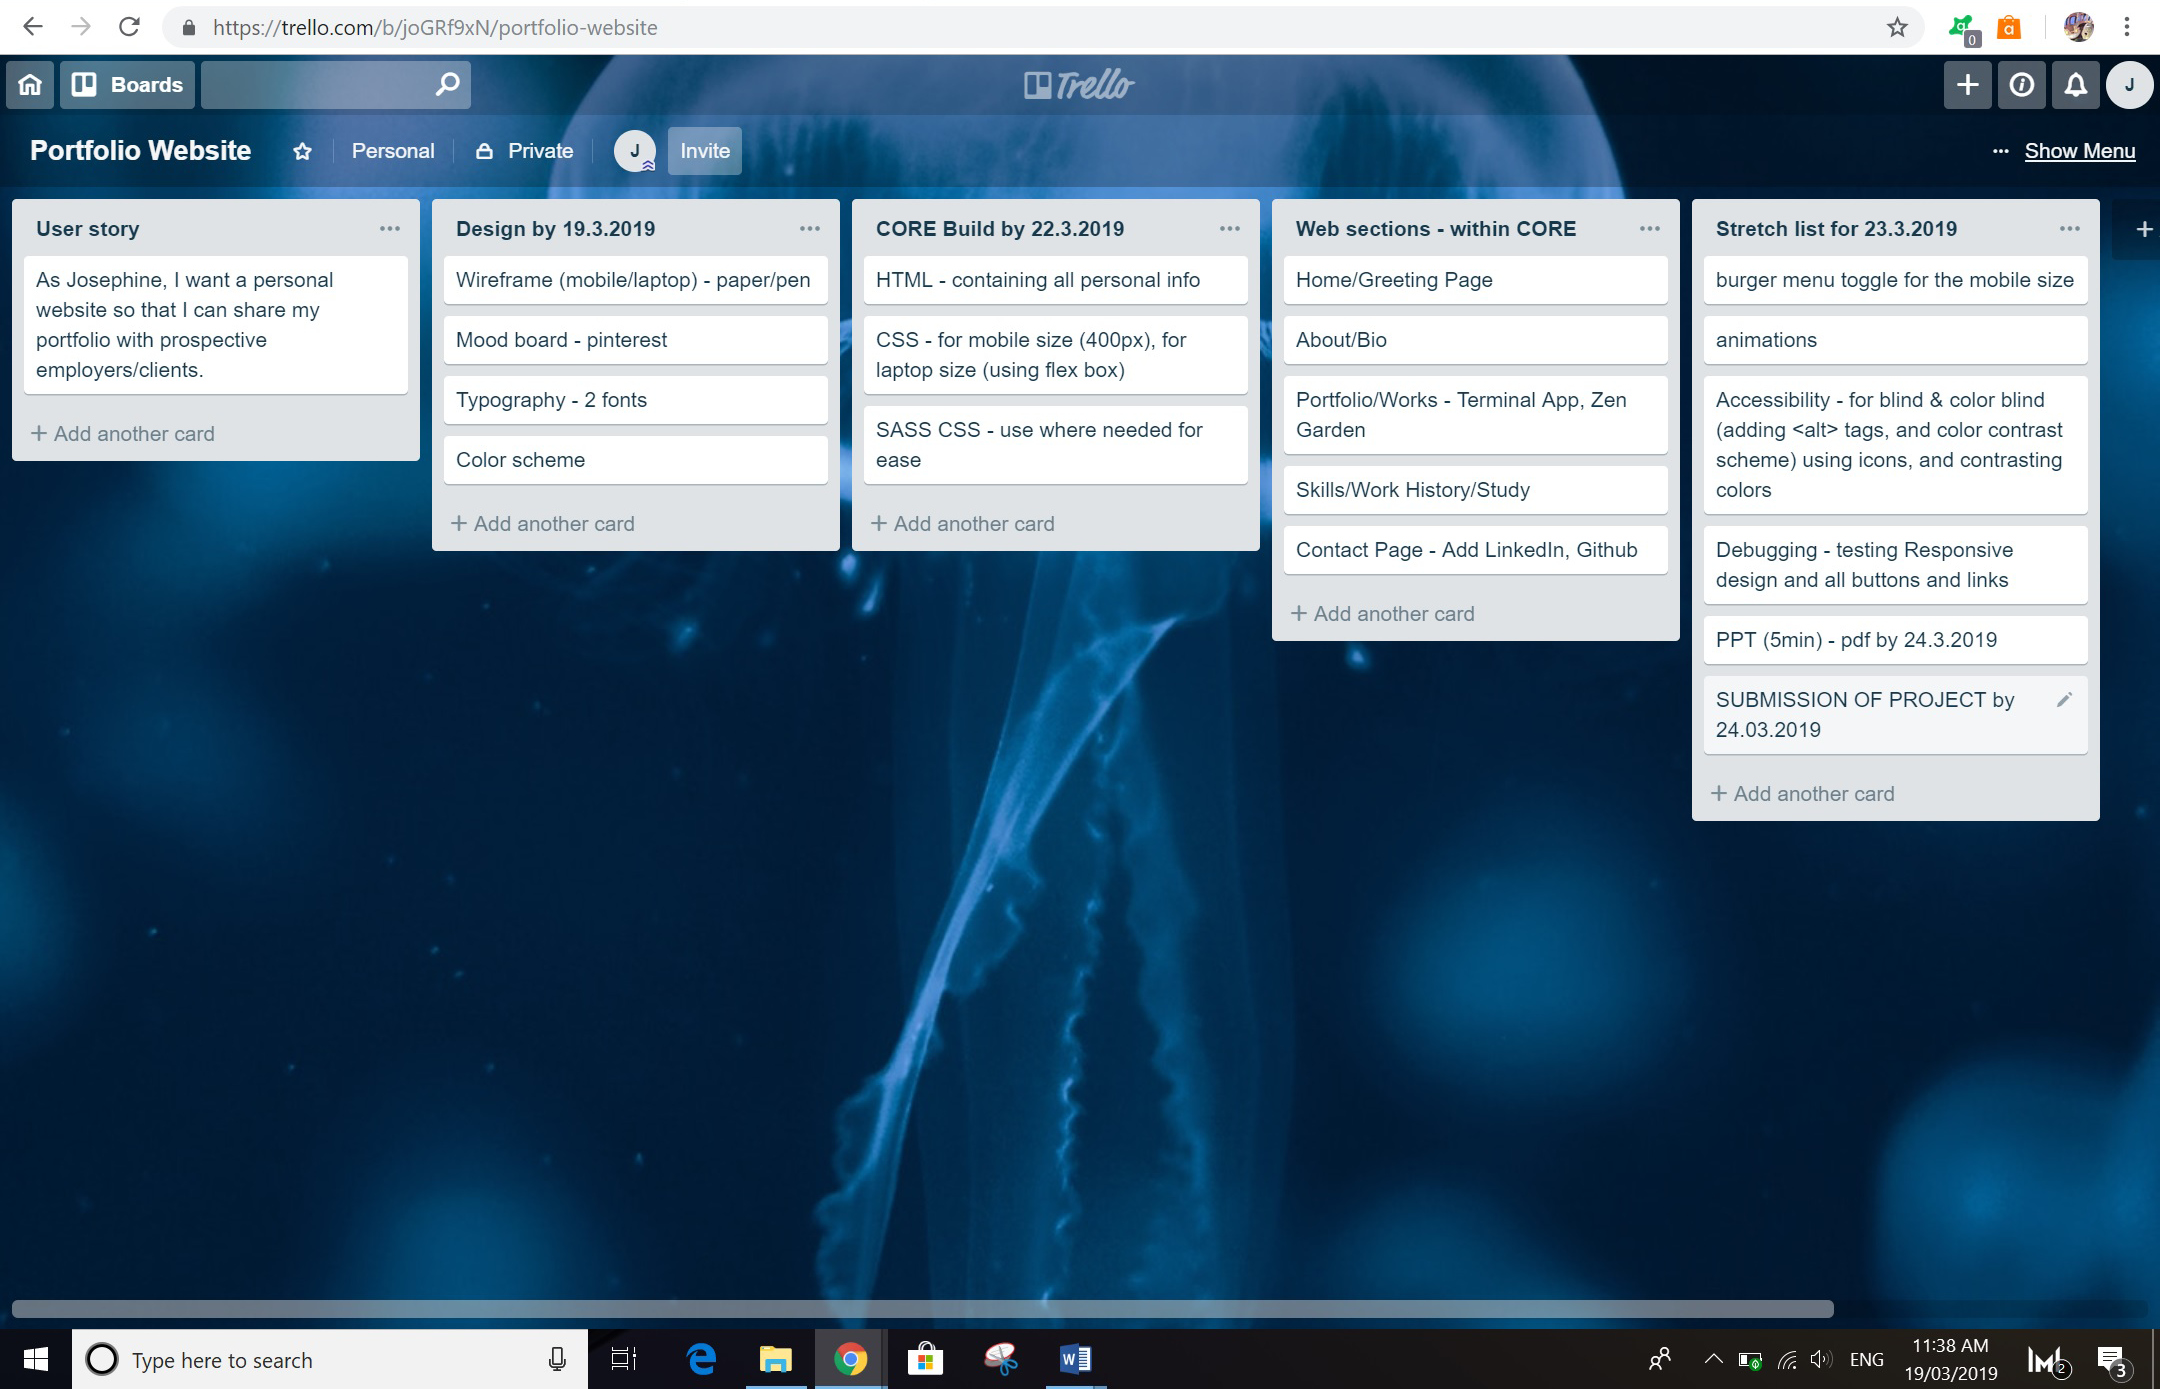 https://trello.com/b/joGRf9xN/portfolio-website
0
a
Boards
Trello
J
Portfolio Website
Personal
Private
J
Invite
Show Menu
User story
As Josephine, I want a personal
website so that I can share my
portfolio with prospective
employers/clients.
+ Add another card
Design by 19.3.2019
Wireframe (mobile/laptop) - paper/pen
Mood board - pinterest
Typography - 2 fonts
Color scheme
+ Add another card
CORE Build by 22.3.2019
HTML - containing all personal info
CSS - for mobile size (400px), for
laptop size (using flex box)
SASS CSS - use where needed for
ease
+ Add another card
Web sections - within CORE
Home/Greeting Page
About/Bio
Portfolio/Works - Terminal App, Zen
Garden
Skills/Work History/Study
Contact Page - Add LinkedIn, Github
+ Add another card
Stretch list for 23.3.2019
burger menu toggle for the mobile size
animations
Accessibility - for blind & color blind
(adding <alt> tags, and color contrast
scheme) using icons, and contrasting
colors
Debugging - testing Responsive
design and all buttons and links
PPT (5min) - pdf by 24.3.2019
SUBMISSION OF PROJECT by
24.03.2019
+ Add another card
Type here to search
ENG
11:38 AM
19/03/2019
2
3